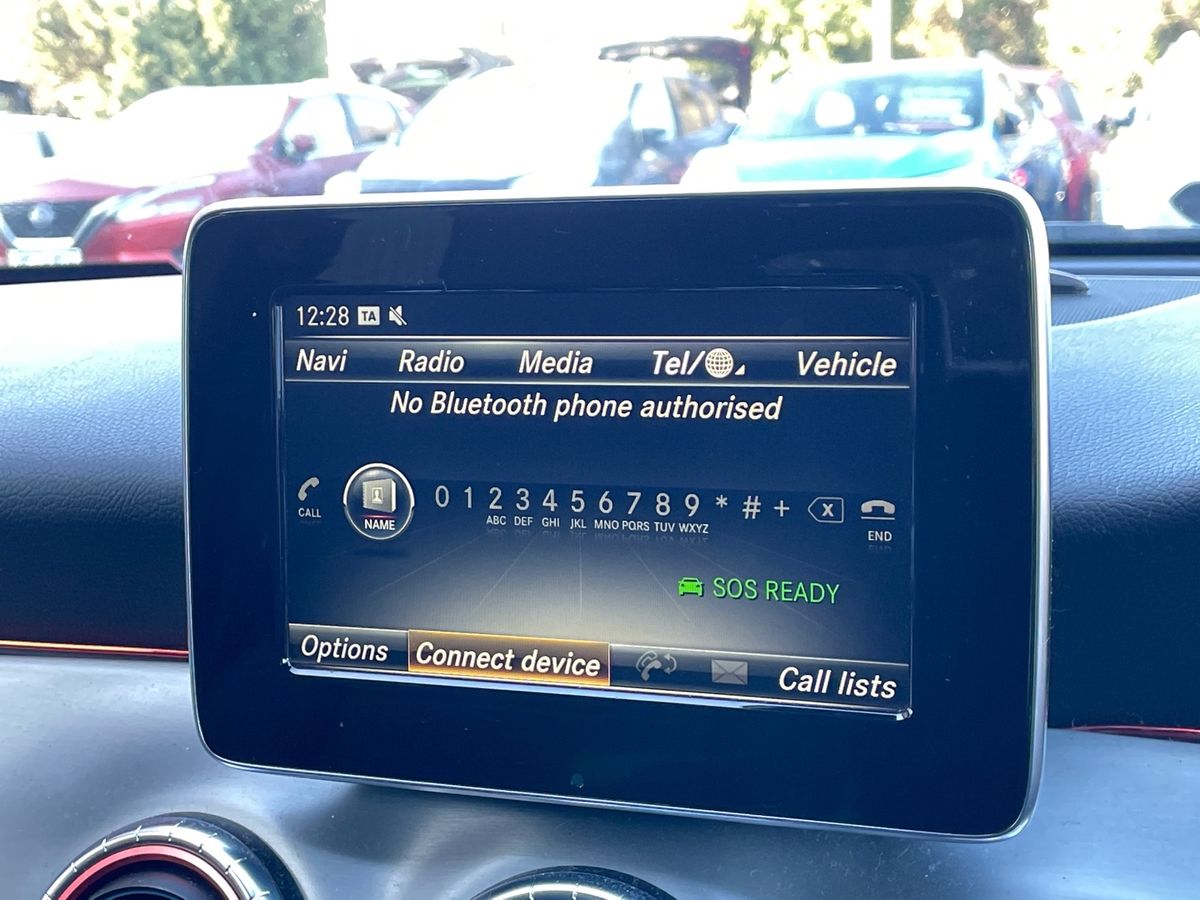 12:28 TA
Navi Radio Media Tel/ Vehicle
No Bluetooth phone authorised
CALL NAME 0 1 2 3 4 5 6 7 8 9 * # + X END
ABC DEF GHI JKL MNO PQRS TUV WXYZ
SOS READY
Options Connect device Call lists